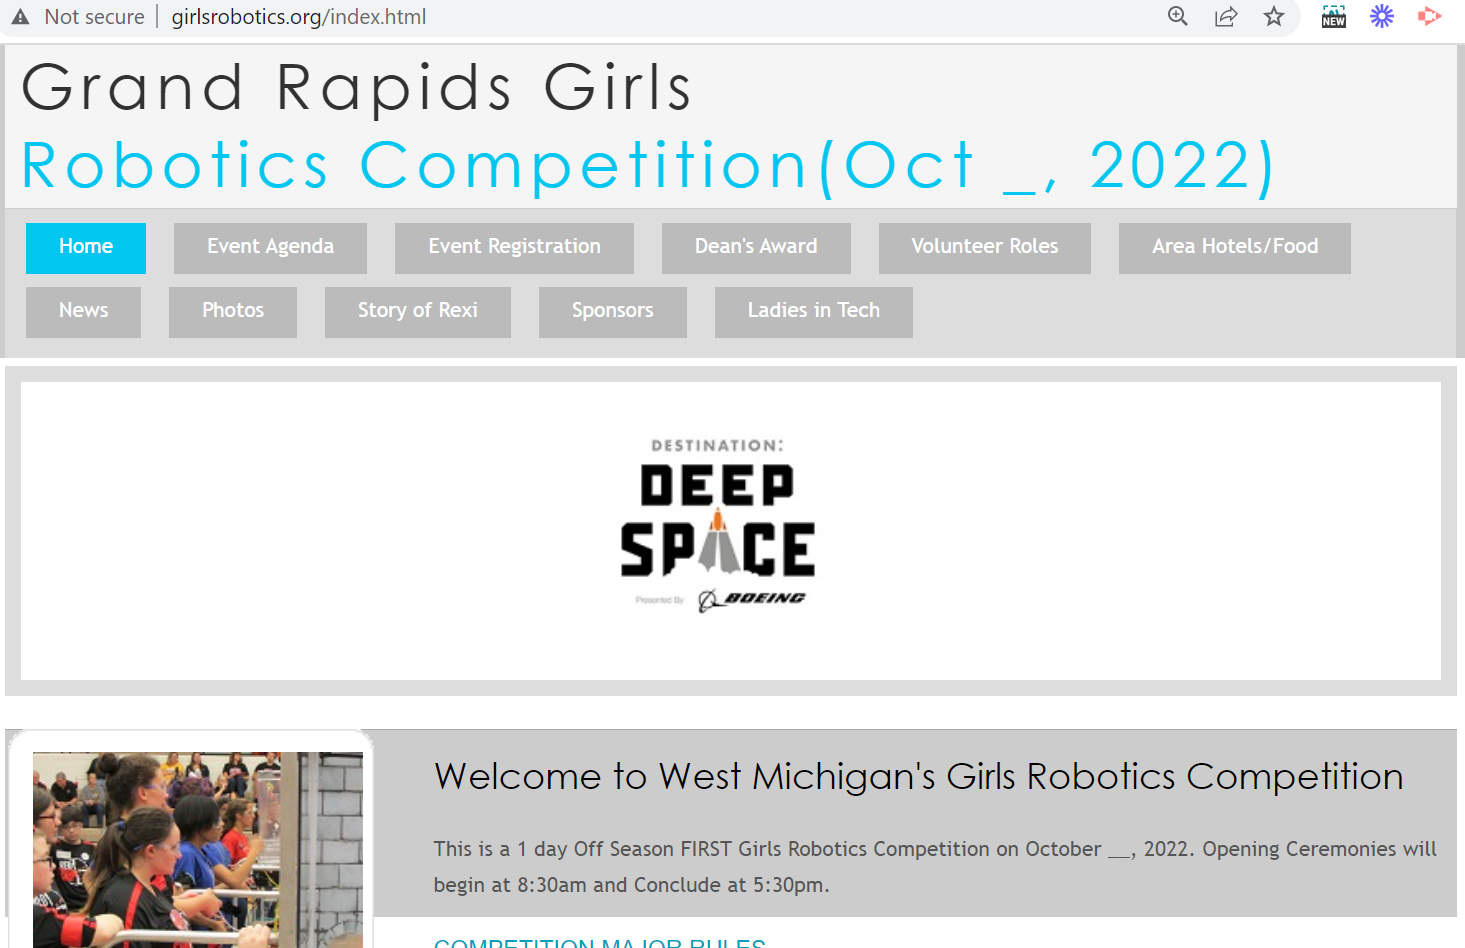 Not secure | girlsrobotics.org/index.html
NEW
Grand Rapids Girls
Robotics Competition(Oct _, 2022)
Home Event Agenda Event Registration Dean's Award Volunteer Roles Area Hotels/Food
News Photos Story of Rexi Sponsors Ladies in Tech
DESTINATION:
DEEP
SPACE
Presented By BOEING
Welcome to West Michigan's Girls Robotics Competition
This is a 1 day Off Season FIRST Girls Robotics Competition on October __, 2022. Opening Ceremonies will
begin at 8:30am and Conclude at 5:30pm.
COMPETITION MAJOR RULES